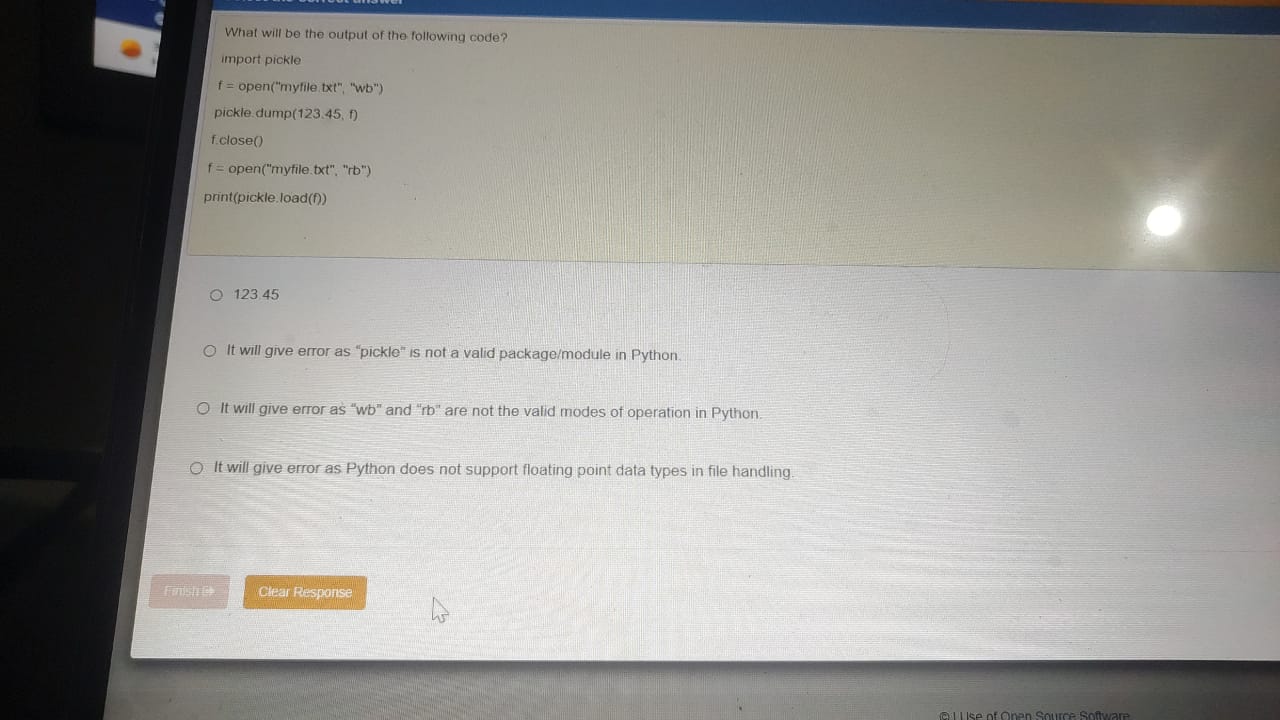 correct answer
What will be the output of the following code?
import pickle
f = open("myfile.txt", "wb")
pickle.dump(123.45, f)
f.close()
f = open("myfile.txt", "rb")
print(pickle.load(f))
123.45
It will give error as "pickle" is not a valid package/module in Python.
It will give error as "wb" and "rb" are not the valid modes of operation in Python.
It will give error as Python does not support floating point data types in file handling.
Finish
Clear Response
Use of Open Source Software